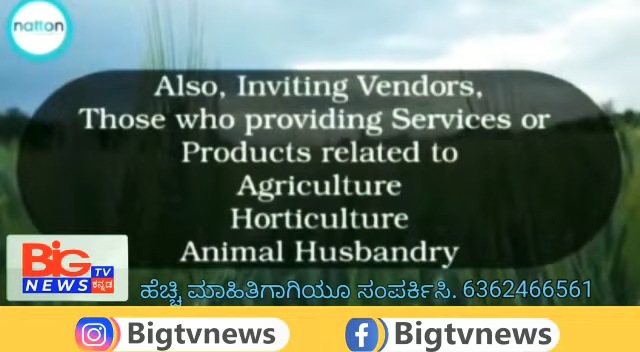 natton
Also, Inviting Vendors,
Those who providing Services or
Products related to
Agriculture
Horticulture
Animal Husbandry
BIG TV
NEWS ಕನ್ನಡ
ಹೆಚ್ಚಿ ಮಾಹಿತಿಗಾಗಿಯೂ ಸಂಪರ್ಕಿಸಿ. 6362466561
Bigtvnews
Bigtvnews